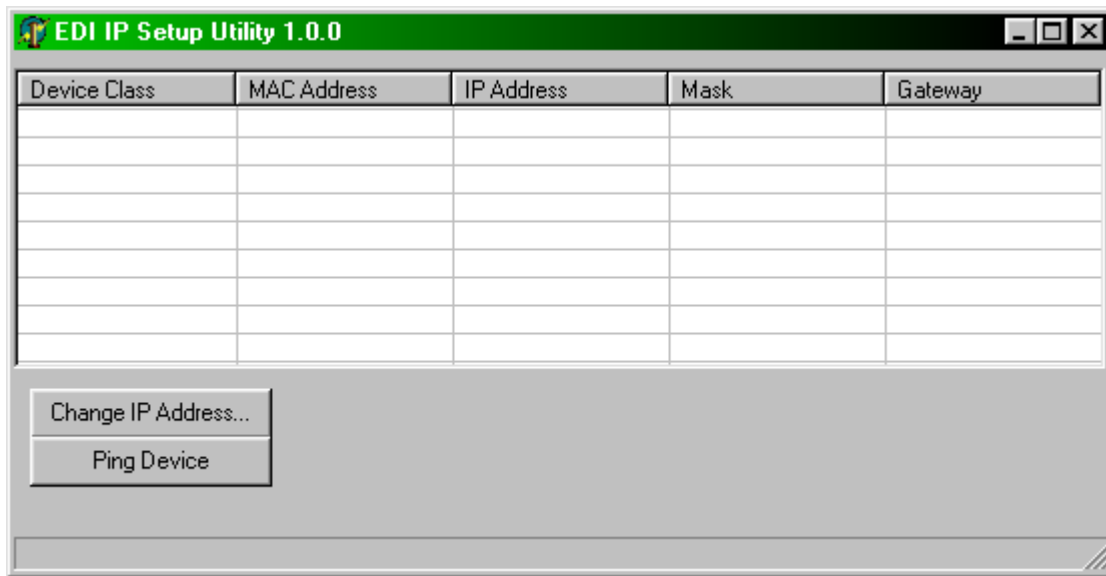 EDI IP Setup Utility 1.0.0
Device Class MAC Address IP Address Mask Gateway
Change IP Address...
Ping Device